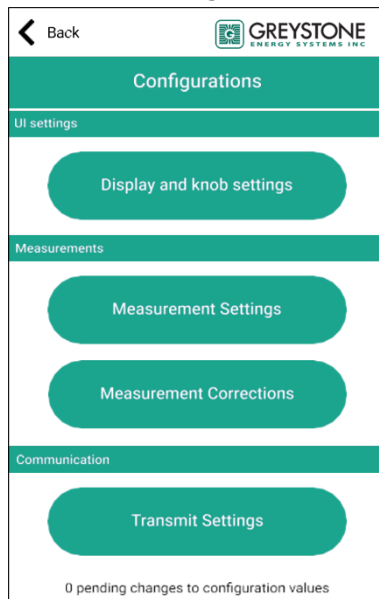 Back
GREYSTONE
ENERGY SYSTEMS INC
Configurations
UI settings
Display and knob settings
Measurements
Measurement Settings
Measurement Corrections
Communication
Transmit Settings
0 pending changes to configuration values